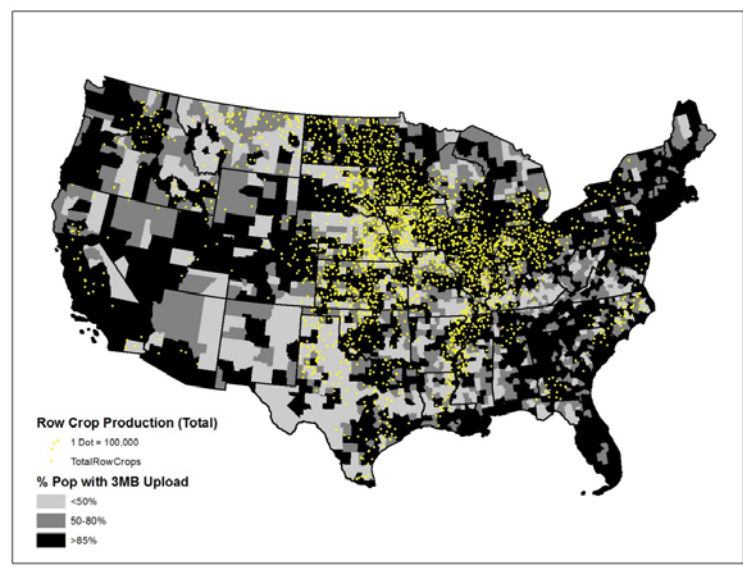 Row Crop Production (Total)
1 Dot = 100,000
TotalRowCrops
% Pop with 3MB Upload
<50%
50-80%
>85%